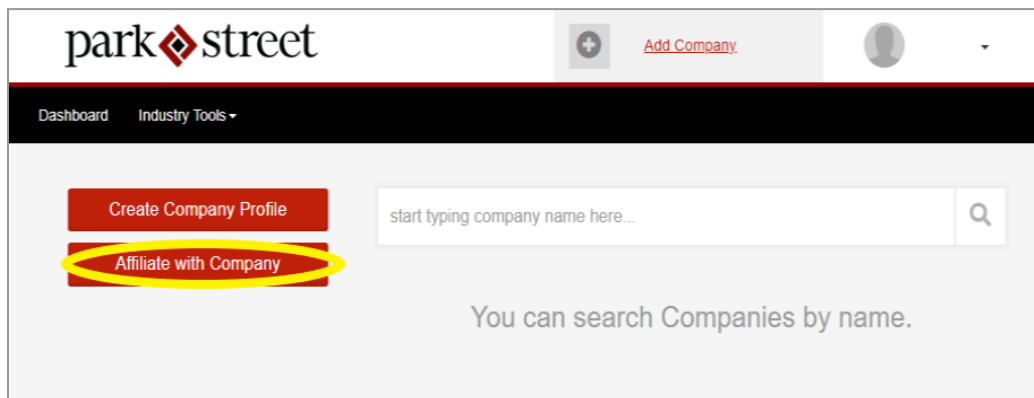 park street
Add Company
Dashboard Industry Tools
Create Company Profile
start typing company name here...
Affiliate with Company
You can search Companies by name.